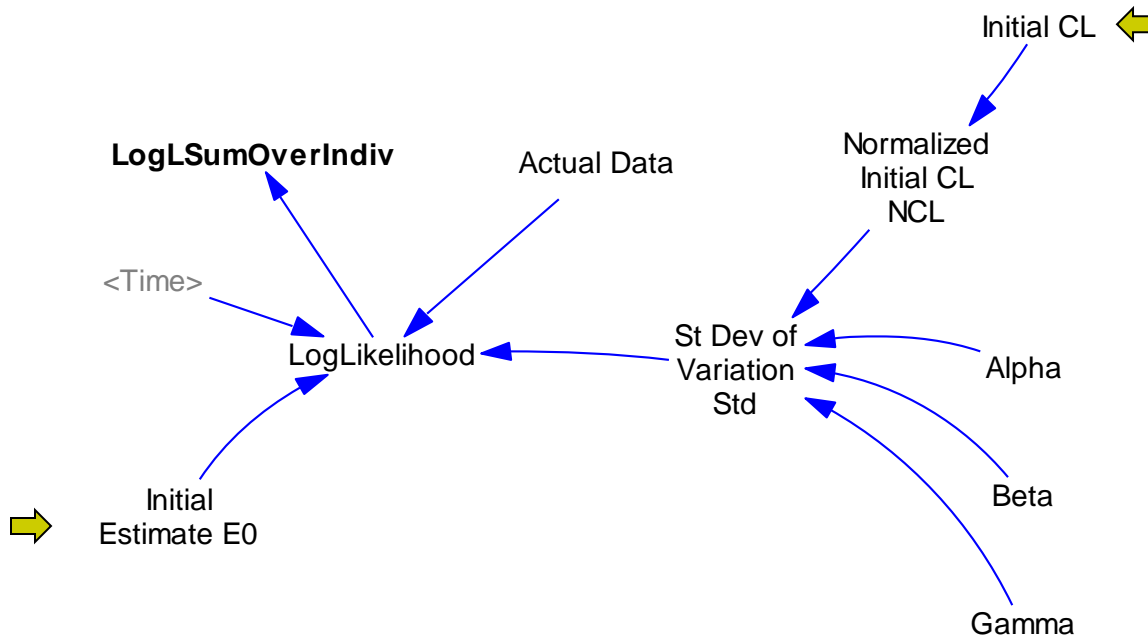 Initial CL
Normalized
Initial CL
NCL
LogLSumOverIndiv
Actual Data
<Time>
LogLikelihood
St Dev of
Variation
Std
Alpha
Beta
Initial
Estimate E0
Gamma